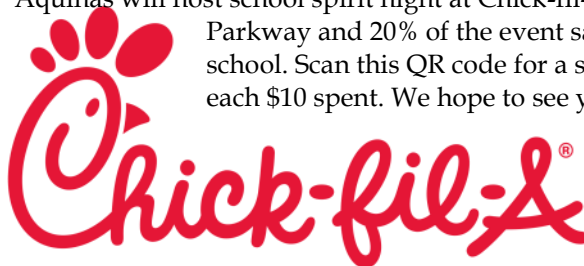 Aquinas will host school spirit night at Chick-fil-
Parkway and 20% of the event sa
school. Scan this QR code for a s
each $10 spent. We hope to see y
Chick-fil-A®